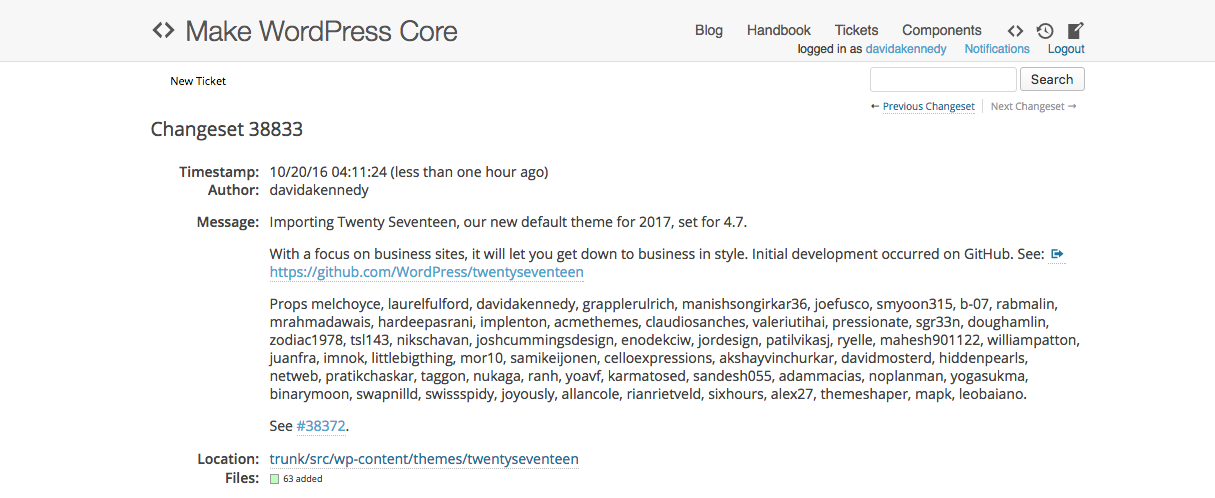 Make WordPress Core
Blog Handbook Tickets Components
logged in as davidakennedy Notifications Logout
New Ticket
Search
← Previous Changeset Next Changeset →
Changeset 38833
Timestamp: 10/20/16 04:11:24 (less than one hour ago)
Author: davidakennedy
Message: Importing Twenty Seventeen, our new default theme for 2017, set for 4.7.
With a focus on business sites, it will let you get down to business in style. Initial development occurred on GitHub. See:
https://github.com/WordPress/twentyseventeen
Props melchoyce, laurelfulford, davidakennedy, grapplerulrich, manishsongirkar36, joefusco, smyoon315, b-07, rabmalin,
mrahmadawais, hardeepasrani, implenton, acmethemes, claudiosanches, valeriutihai, pressionate, sgr33n, doughamlin,
zodiac1978, tsl143, nikschavan, joshcummingsdesign, enodekciw, jordesign, patilvikasj, ryelle, mahesh901122, williampatton,
juanfra, imnok, littlebigthing, mor10, samikeijonen, celloexpressions, akshayvinchurkar, davidmosterd, hiddenpearls,
netweb, pratikchaskar, taggon, nukaga, ranh, yoavf, karmatosed, sandesh055, adammacias, noplanman, yogasukma,
binarymoon, swapnilld, swissspidy, joyously, allancole, rianrietveld, sixhours, alex27, themeshaper, mapk, leobaiano.
See #38372.
Location: trunk/src/wp-content/themes/twentyseventeen
Files: 63 added